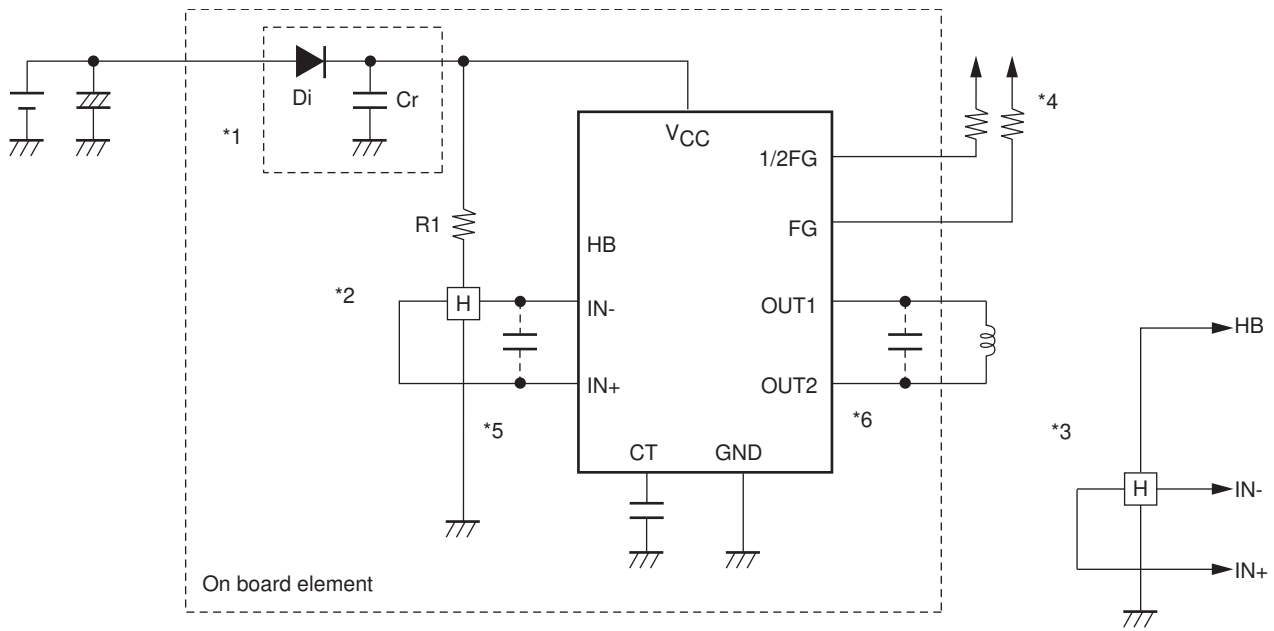 Di
Cr
*1
VCC
*4
1/2FG
R1
FG
HB
*2
H
IN-
OUT1
HB
IN+
OUT2
*5
*6
*3
CT
GND
H
IN-
On board element
IN+